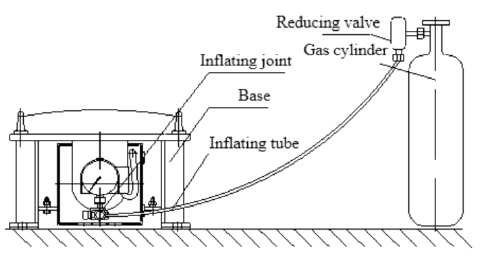 Reducing valve
Gas cylinder
Inflating joint
Base
Inflating tube